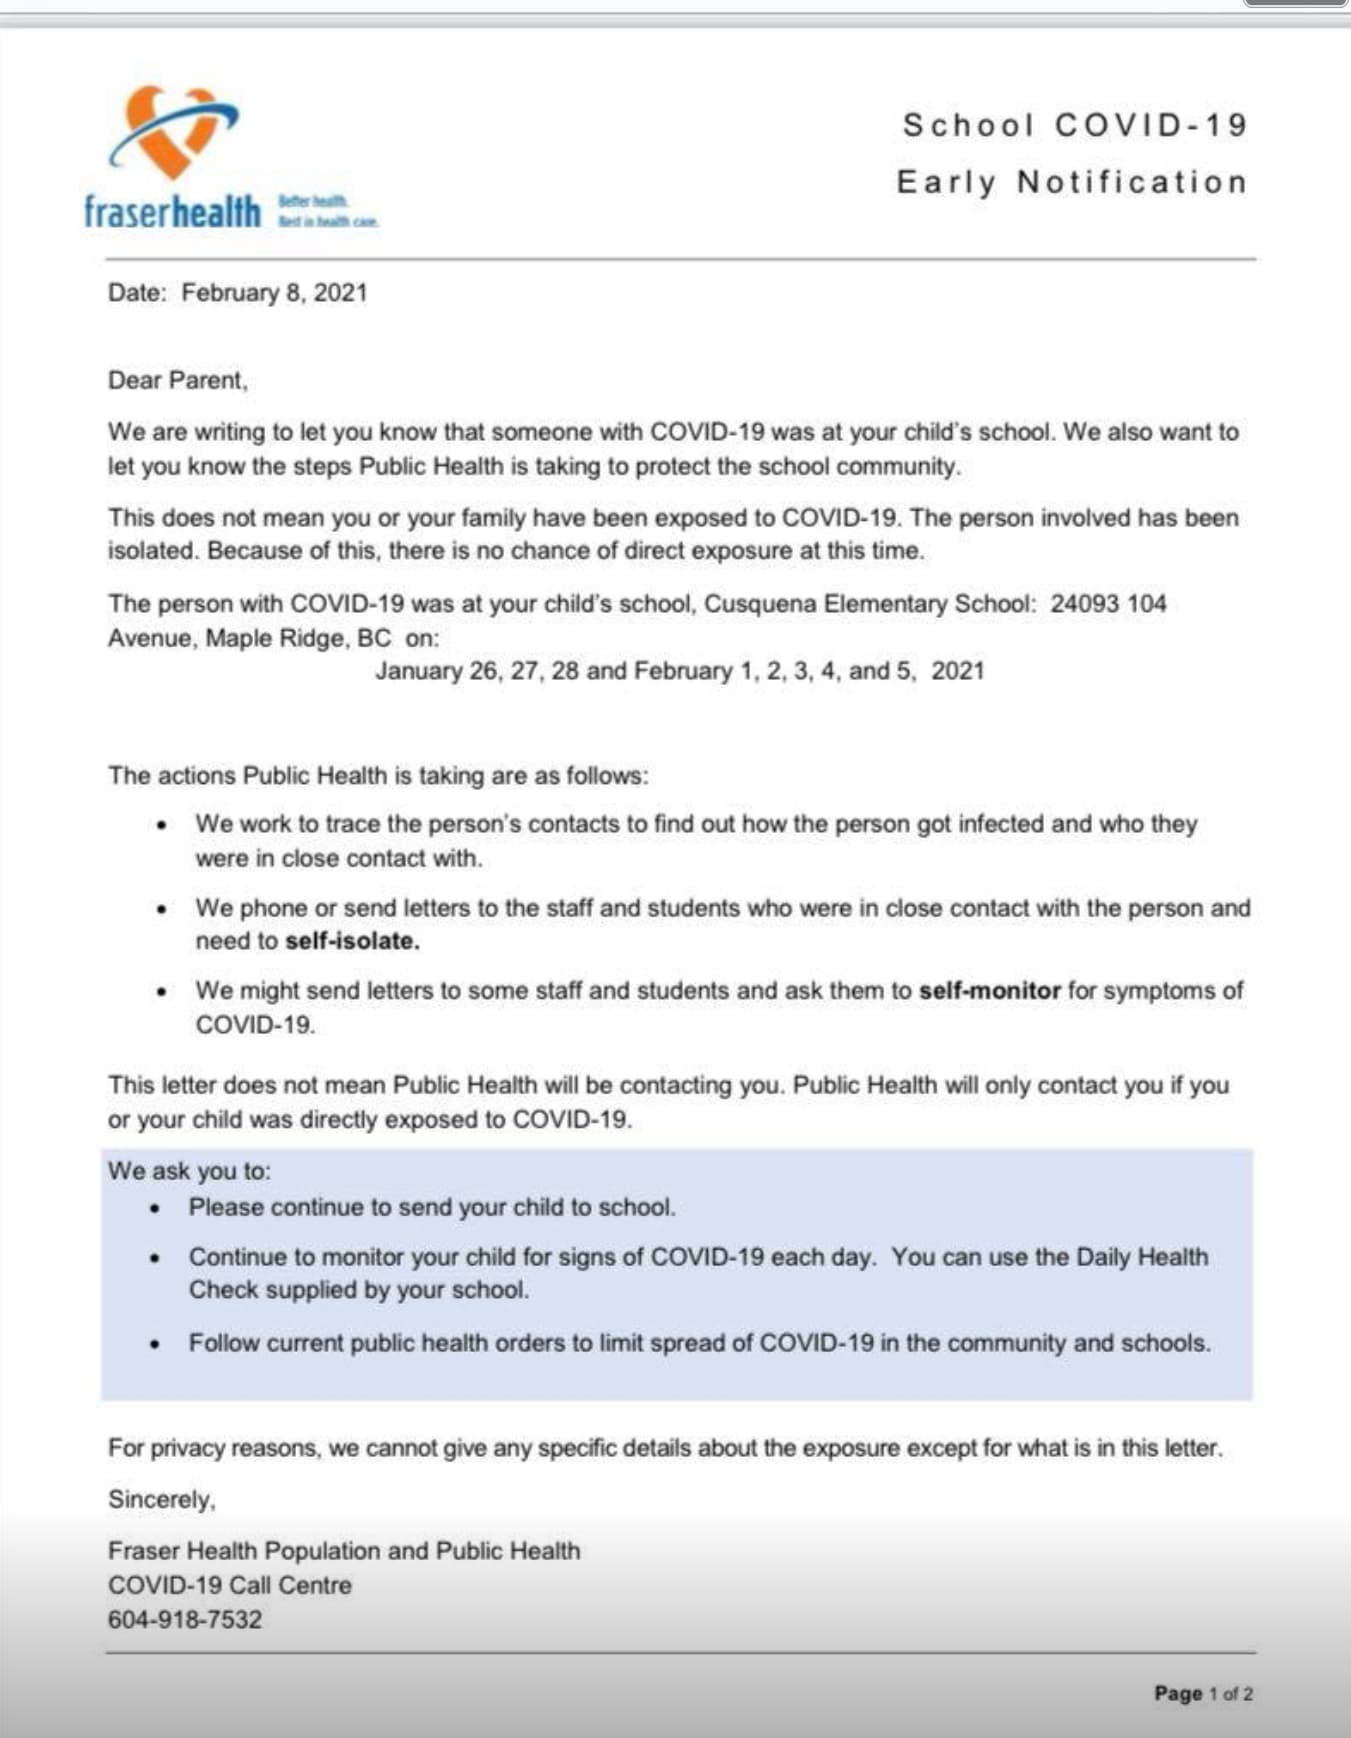 School COVID-19
Early Notification
fraserhealth
Better health.
Best in health care.
Date: February 8, 2021
Dear Parent,
We are writing to let you know that someone with COVID-19 was at your child's school. We also want to
let you know the steps Public Health is taking to protect the school community.
This does not mean you or your family have been exposed to COVID-19. The person involved has been
isolated. Because of this, there is no chance of direct exposure at this time.
The person with COVID-19 was at your child's school, Cusquena Elementary School: 24093 104
Avenue, Maple Ridge, BC on:
January 26, 27, 28 and February 1, 2, 3, 4, and 5, 2021
The actions Public Health is taking are as follows:
• We work to trace the person's contacts to find out how the person got infected and who they
were in close contact with.
• We phone or send letters to the staff and students who were in close contact with the person and
need to self-isolate.
• We might send letters to some staff and students and ask them to self-monitor for symptoms of
COVID-19.
This letter does not mean Public Health will be contacting you. Public Health will only contact you if you
or your child was directly exposed to COVID-19.
We ask you to:
• Please continue to send your child to school.
• Continue to monitor your child for signs of COVID-19 each day. You can use the Daily Health
Check supplied by your school.
• Follow current public health orders to limit spread of COVID-19 in the community and schools.
For privacy reasons, we cannot give any specific details about the exposure except for what is in this letter.
Sincerely,
Fraser Health Population and Public Health
COVID-19 Call Centre
604-918-7532
Page 1 of 2